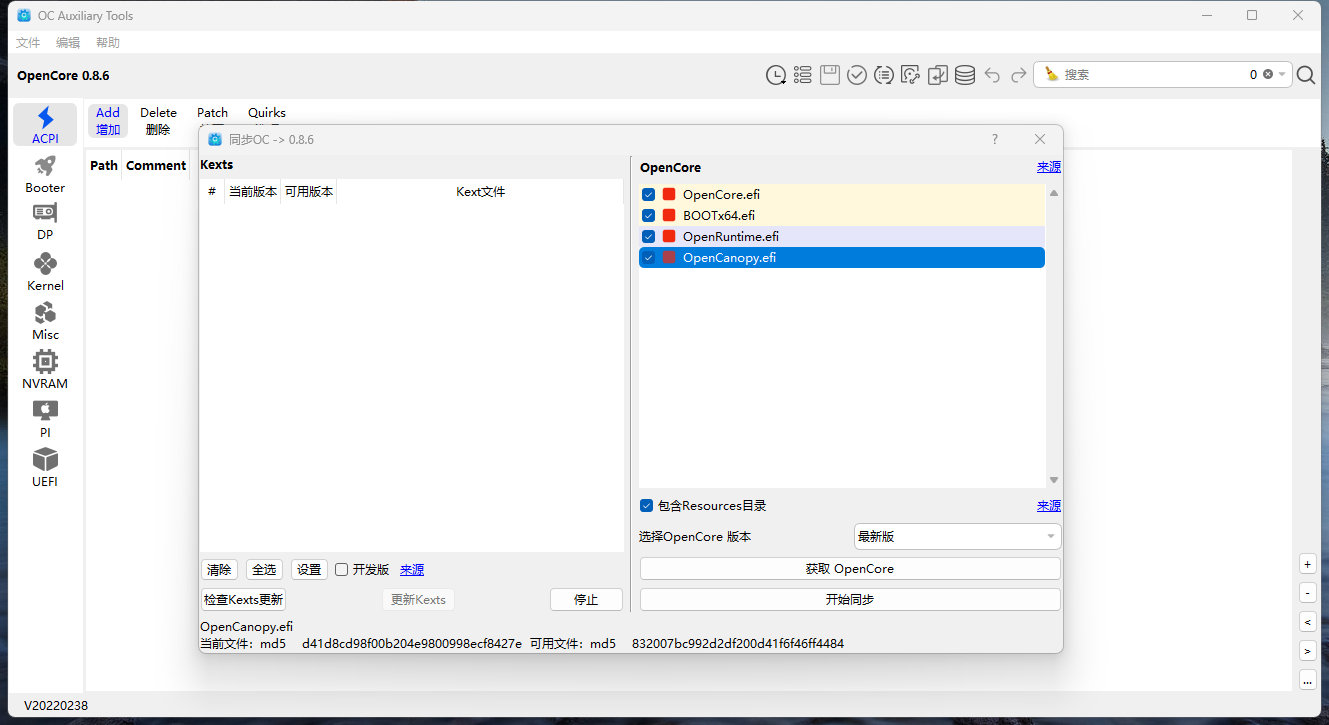 OC Auxiliary Tools
文件 编辑 帮助
OpenCore 0.8.6
搜索 0
ACPI
Add 增加
Delete 删除
Patch
Quirks
Path Comment
Booter
DP
Kernel
Misc
NVRAM
PI
UEFI
同步OC -> 0.8.6 ?
Kexts
# 当前版本 可用版本 Kext文件
OpenCore 来源
OpenCore.efi
BOOTx64.efi
OpenRuntime.efi
OpenCanopy.efi
包含Resources目录 来源
选择OpenCore 版本 最新版
获取 OpenCore
开始同步
清除 全选 设置 开发版 来源
检查Kexts更新 更新Kexts 停止
OpenCanopy.efi
当前文件：md5 d41d8cd98f00b204e9800998ecf8427e 可用文件：md5 832007bc992d2df200d41f6f46ff4484
+
-
<
>
...
V20220238